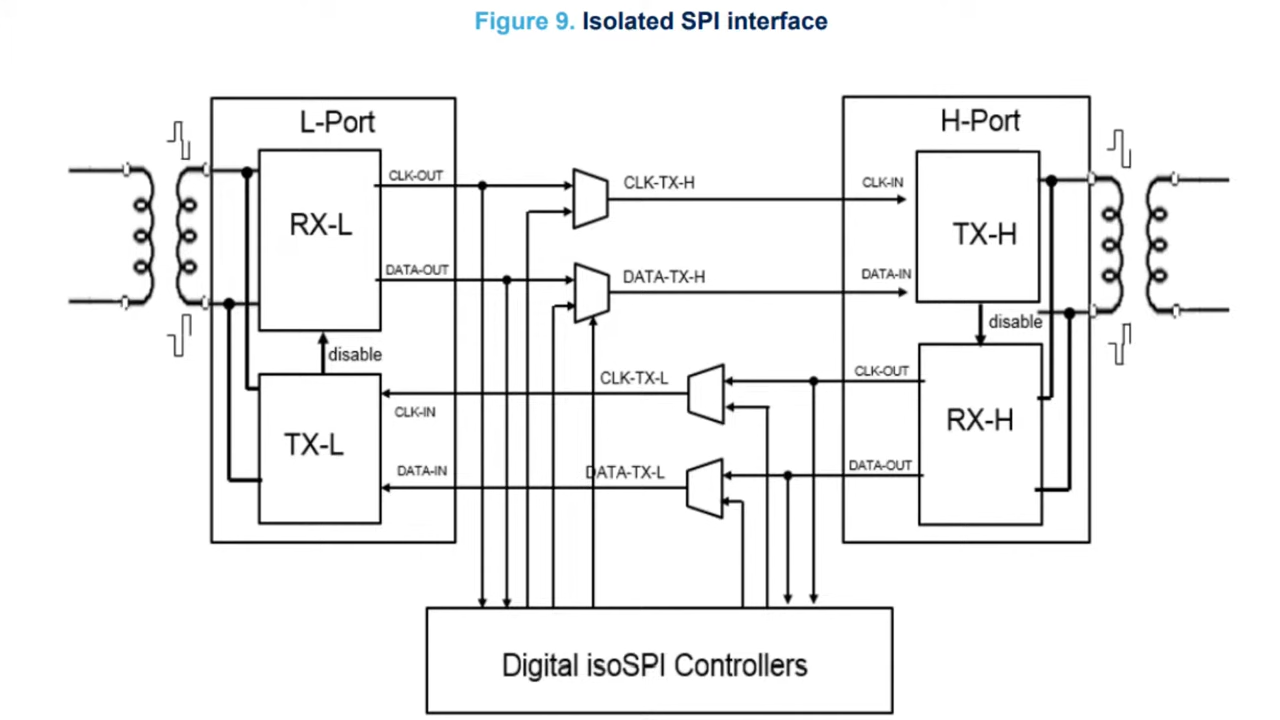 Figure 9. Isolated SPI interface
L-Port
H-Port
RX-L
CLK-OUT
CLK-TX-H
CLK-IN
TX-H
DATA-OUT
DATA-TX-H
DATA-IN
disable
disable
CLK-TX-L
CLK-OUT
CLK-IN
TX-L
RX-H
DATA-IN
DATA-TX-L
DATA-OUT
Digital isoSPI Controllers